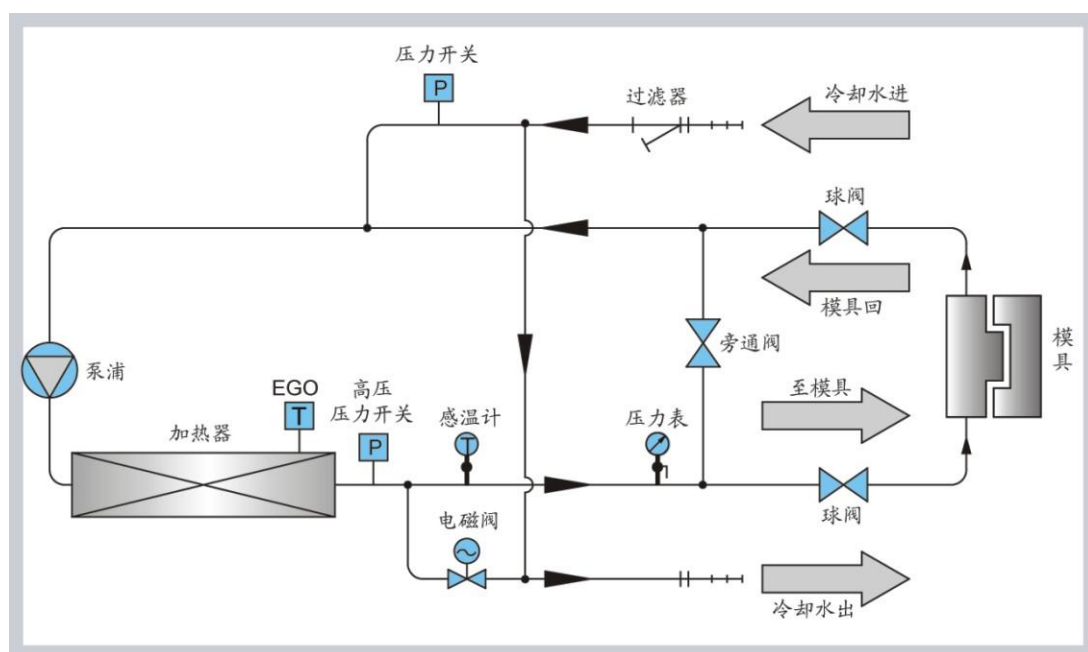 压力开关
P
过滤器
冷却水进
球阀
模具回
模具
旁通阀
泵浦
EGO
T
高压
压力开关
P
感温计
T
压力表
至模具
加热器
球阀
电磁阀
冷却水出